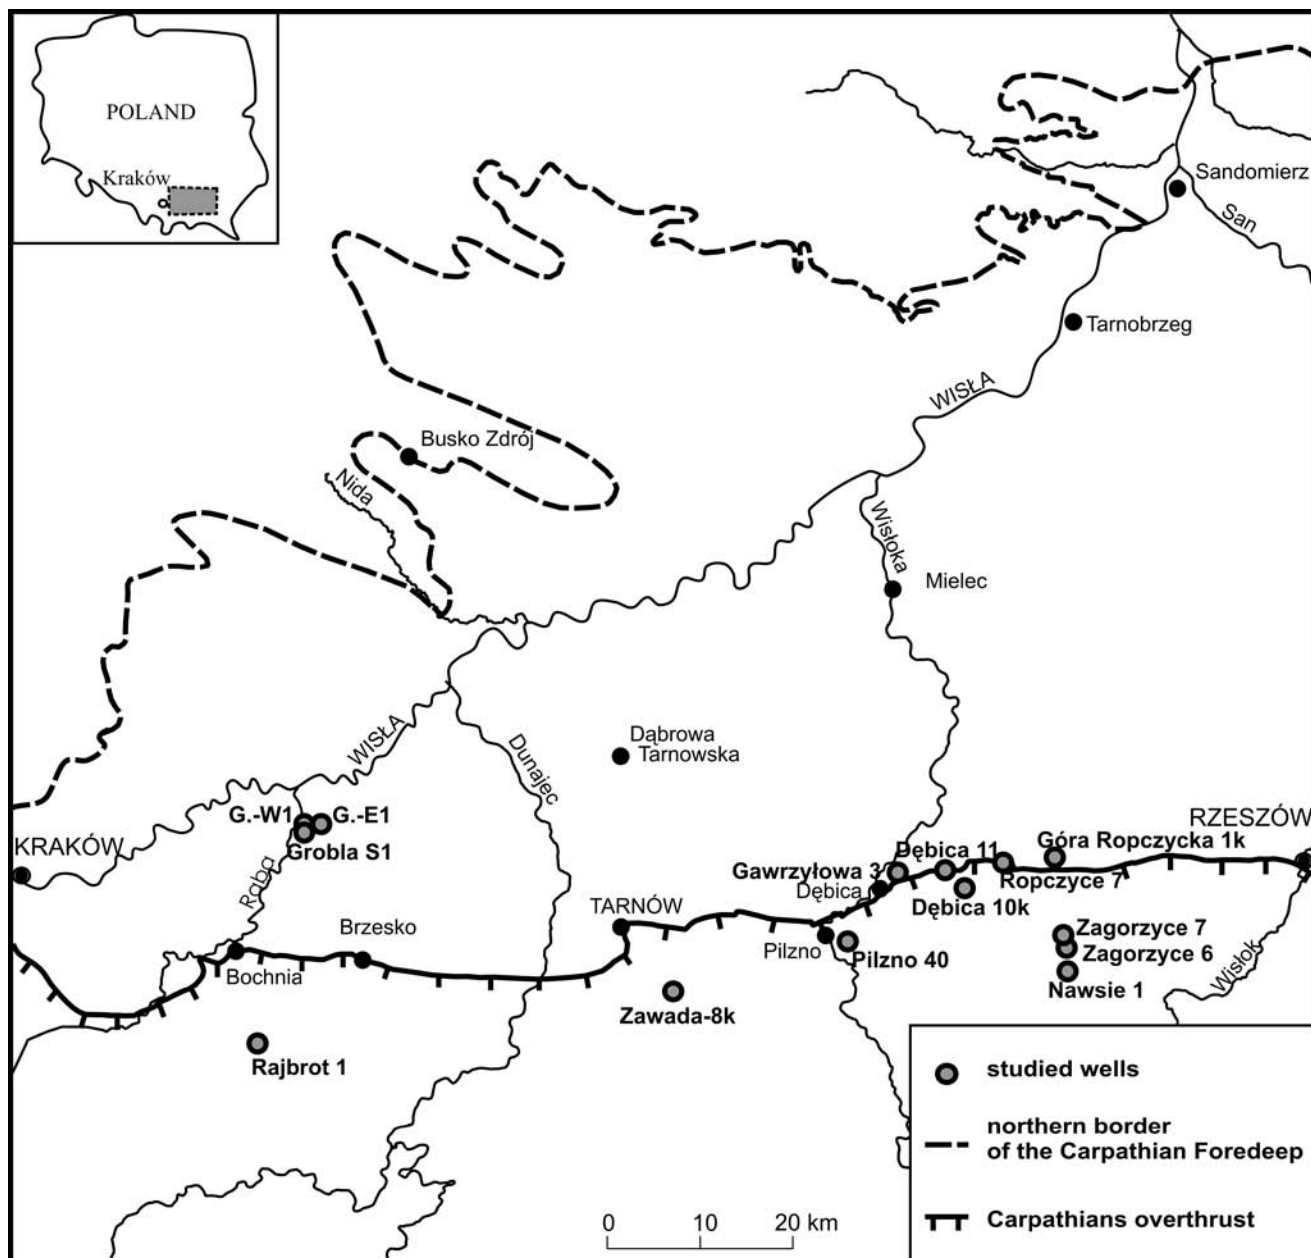 POLAND
Kraków
Sandomierz
San
Tarnobrzeg
WISŁA
Busko Zdrój
Nida
Wisłoka
Mielec
WISŁA
Dunajec
Dąbrowa
Tarnowska
G.-W1
G.-E1
Grobla S1
KRAKÓW
Raba
RZESZÓW
Góra Ropczycka 1k
Dębica 11
Gawrzyłowa 3
Ropczyce 7
Dębica
Dębica 10k
TARNÓW
Brzesko
Bochnia
Pilzno
Pilzno 40
Zagorzyce 7
Zagorzyce 6
Nawsie 1
Wisłok
Zawada-8k
Rajbrot 1
studied wells
northern border
of the Carpathian Foredeep
Carpathians overthrust
0 10 20 km